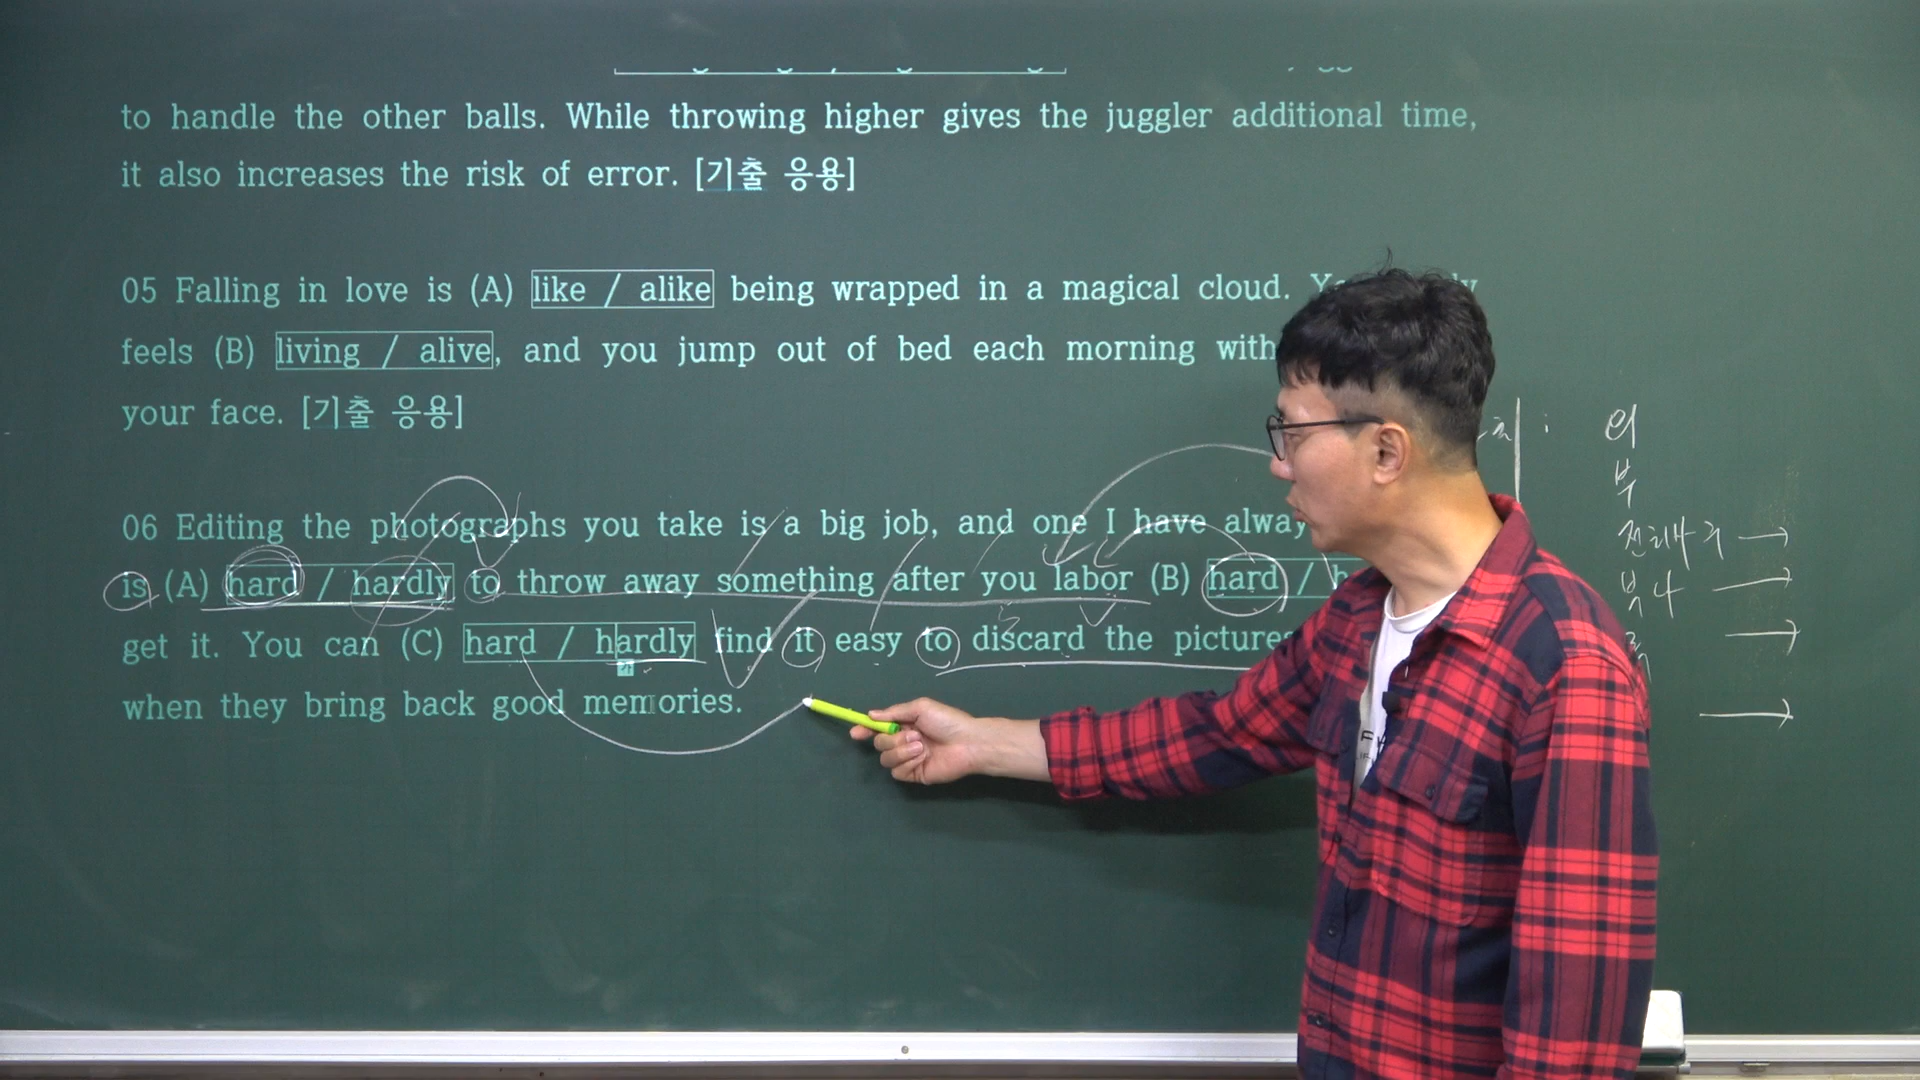 to handle the other balls. While throwing higher gives the juggler additional time,
it also increases the risk of error. [기출 응용]
05 Falling in love is (A) like / alike being wrapped in a magical cloud.
feels (B) living / alive, and you jump out of bed each morning with
your face. [기출 응용]
06 Editing the photographs you take is a big job, and one I have
is (A) hard / hardly to throw away something after you labor (B) hard /
get it. You can (C) hard / hardly find it easy to discard the pictures
when they bring back good memories.